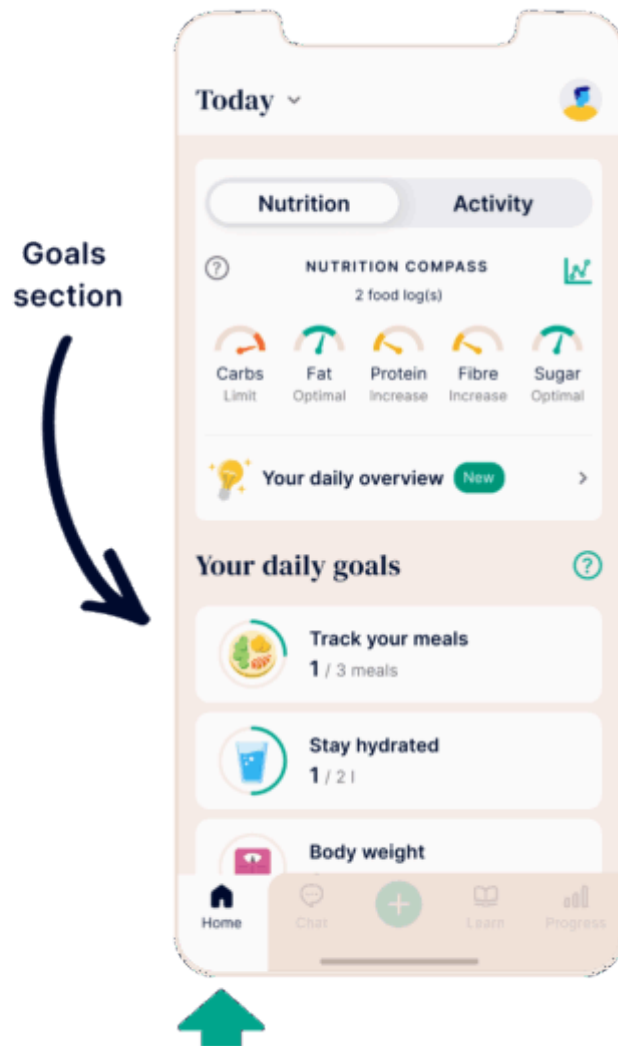 Today
Goals
section
Nutrition
Activity
NUTRITION COMPASS
2 food log(s)
Carbs Fat Protein Fibre Sugar
Limit Optimal Increase Increase Optimal
Your daily overview New
Your daily goals
Track your meals
1 / 3 meals
Stay hydrated
1 / 2 l
Body weight
Home Chat Learn Progress